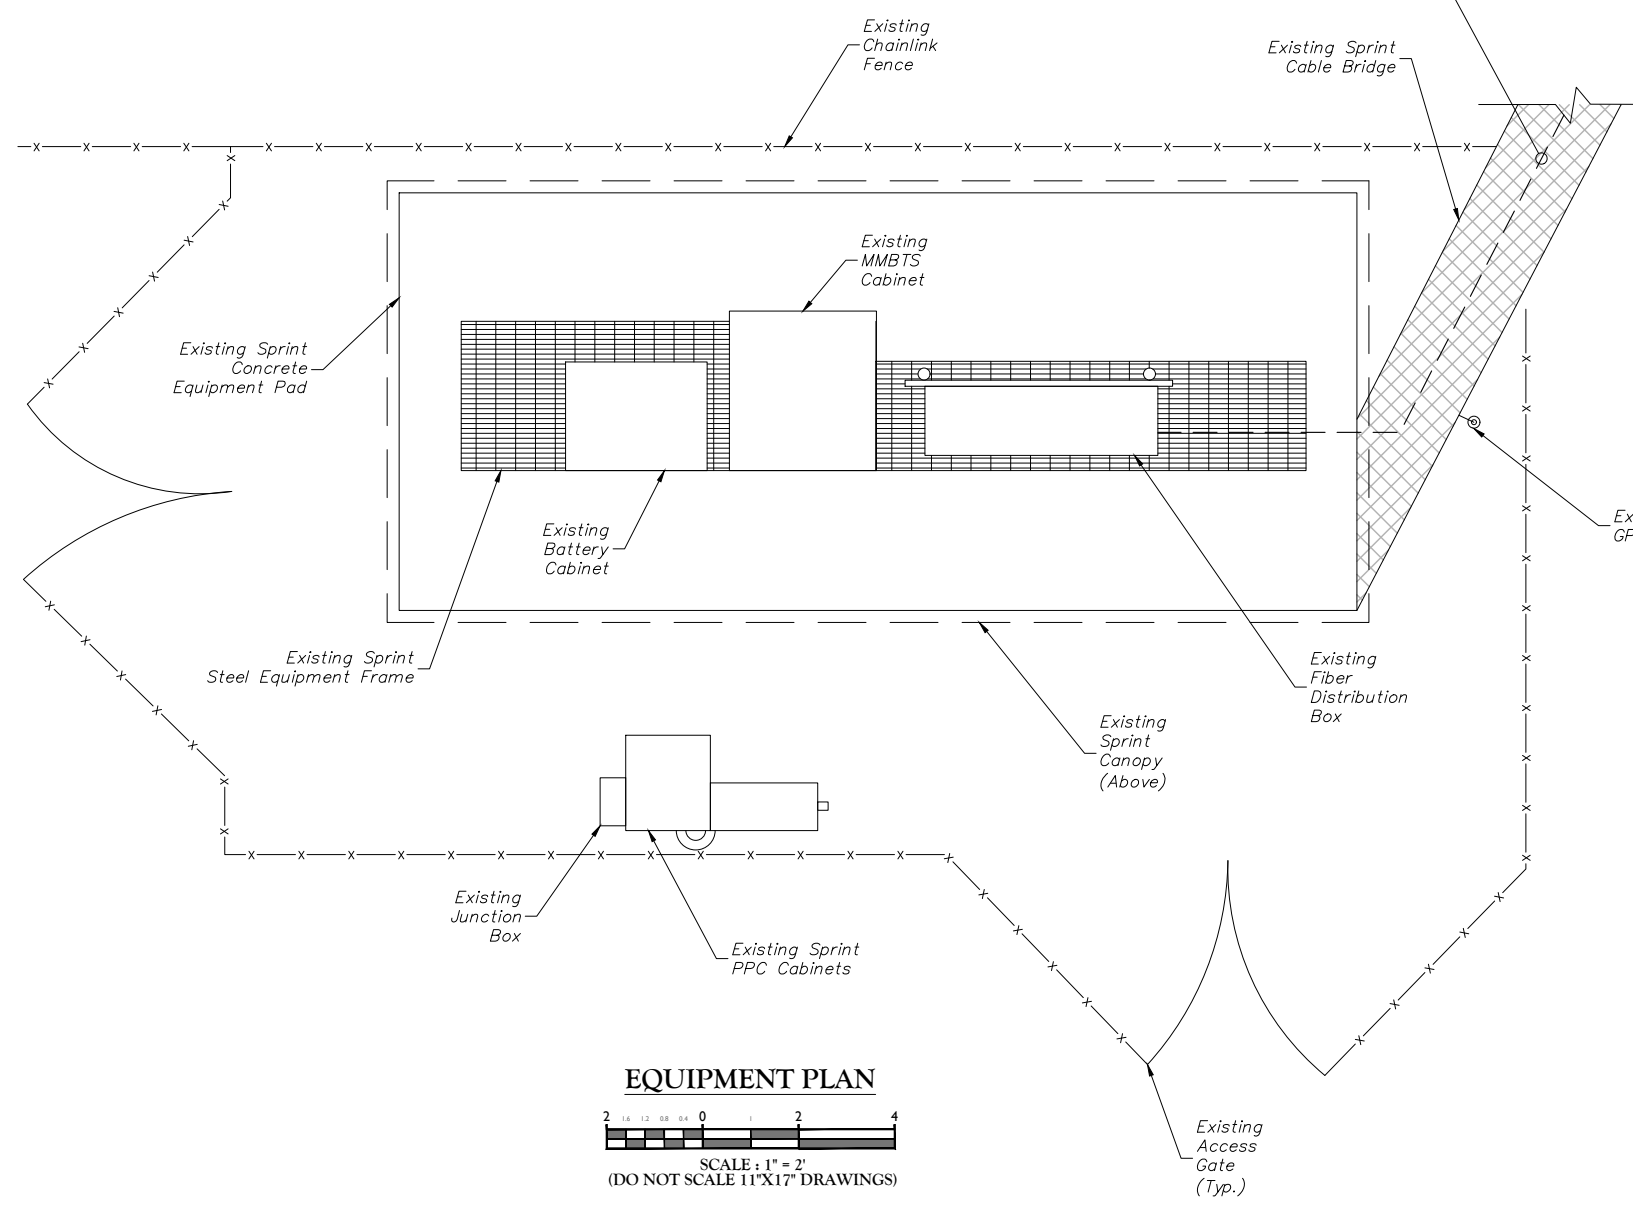 Existing
Chainlink
Fence
Existing Sprint
Cable Bridge
Existing
MMBTS
Cabinet
Existing Sprint
Concrete
Equipment Pad
Existing
Battery
Cabinet
Ex
GP
Existing Sprint
Steel Equipment Frame
Existing
Fiber
Distribution
Box
Existing
Sprint
Canopy
(Above)
Existing
Junction
Box
Existing Sprint
PPC Cabinets
EQUIPMENT PLAN
2 1.6 1.2 0.8 0.4 0 1 2 4
SCALE : 1" = 2'
(DO NOT SCALE 11"X17" DRAWINGS)
Existing
Access
Gate
(Typ.)